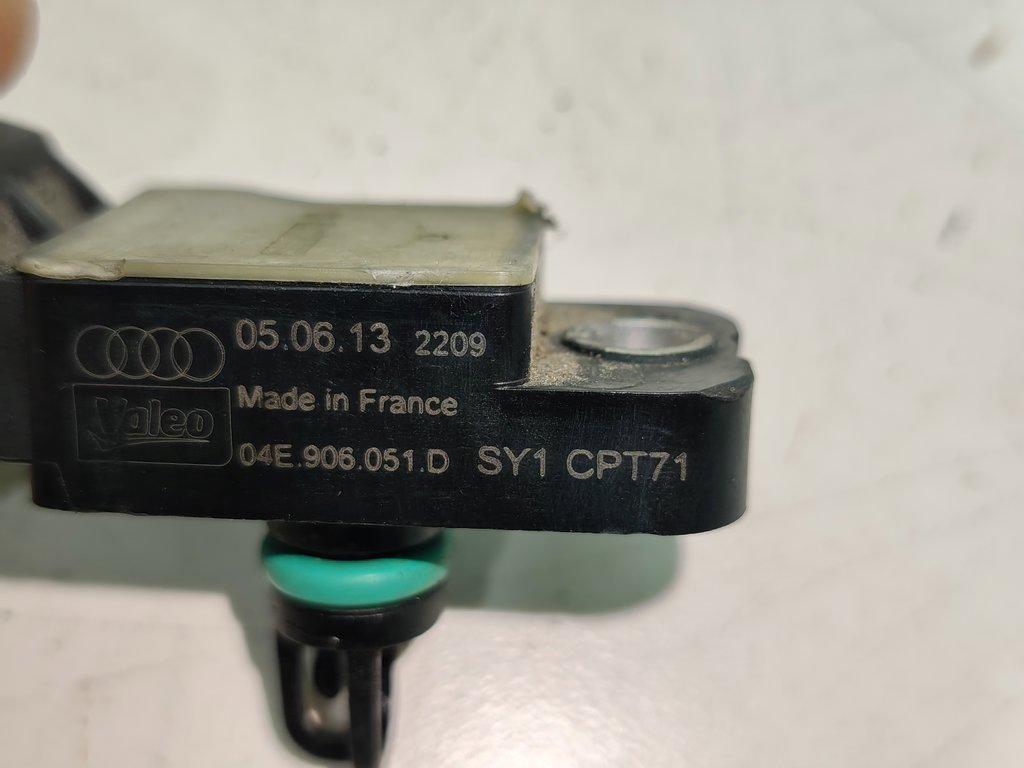 05.06.13 2209
Made in France
Valeo
04E.906.051.D SY1 CPT71